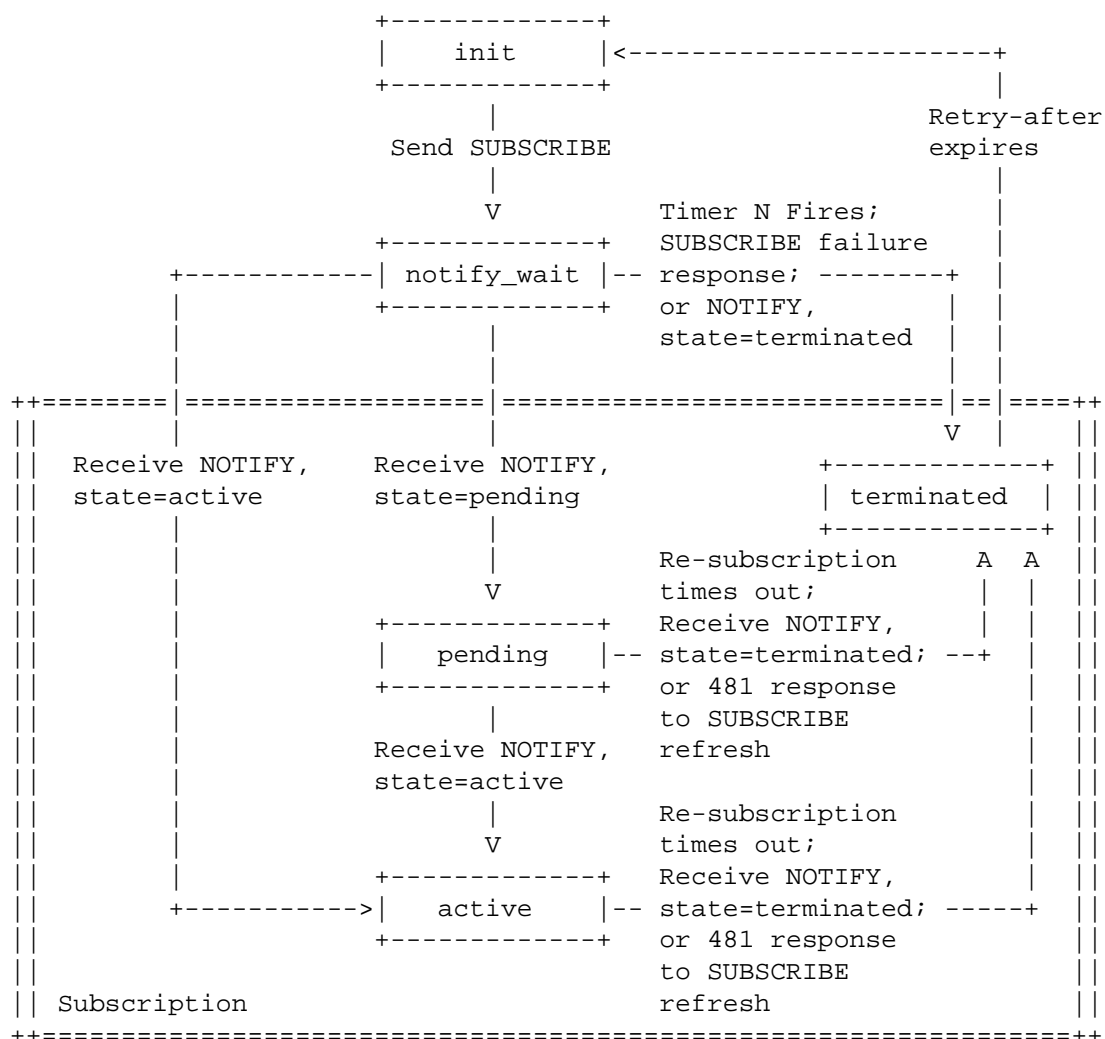 init
Retry-after
Send SUBSCRIBE expires
Timer N Fires;
SUBSCRIBE failure
notify_wait response;
or NOTIFY,
state=terminated
Receive NOTIFY, Receive NOTIFY,
state=active state=pending terminated
Re-subscription
times out;
Receive NOTIFY,
pending state=terminated;
or 481 response
to SUBSCRIBE
Receive NOTIFY, refresh
state=active
Re-subscription
times out;
Receive NOTIFY,
active state=terminated;
or 481 response
to SUBSCRIBE
Subscription refresh